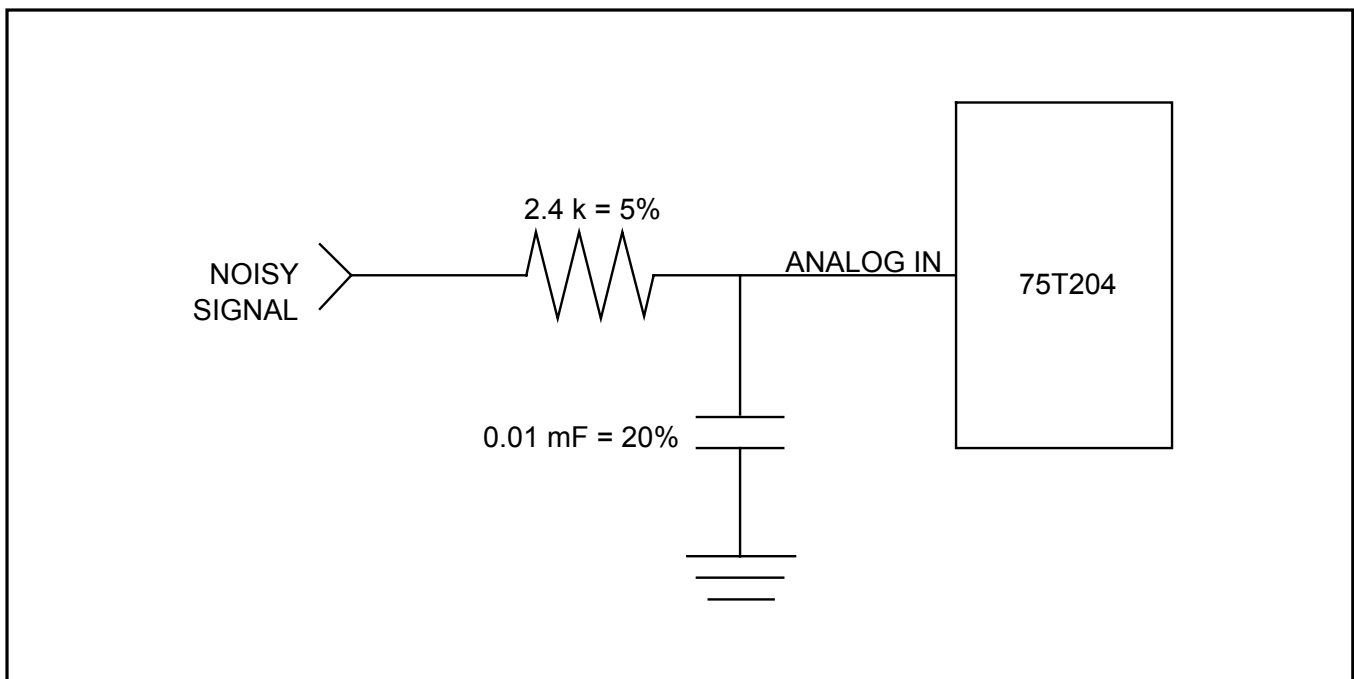 2.4 k = 5%
NOISY
SIGNAL
ANALOG IN
75T204
0.01 mF = 20%